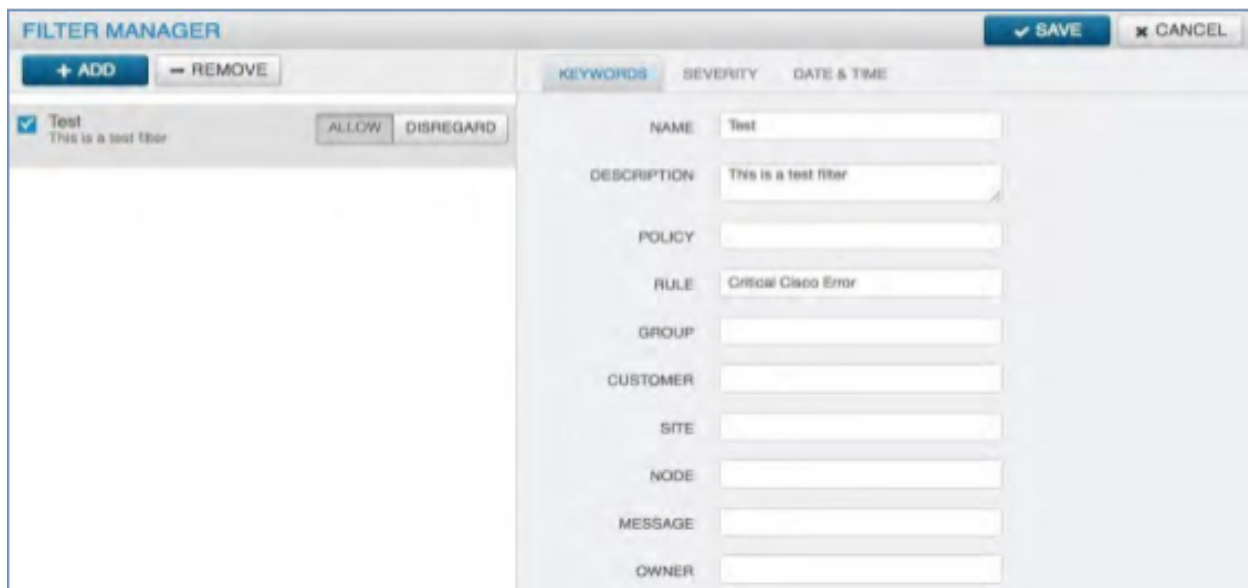 FILTER MANAGER
SAVE
CANCEL
+ ADD
REMOVE
KEYWORDS SEVERITY DATE & TIME
Test
This is a test filter
ALLOW DISREGARD
NAME Test
DESCRIPTION This is a test filter
POLICY
RULE Critical Cisco Error
GROUP
CUSTOMER
SITE
NODE
MESSAGE
OWNER